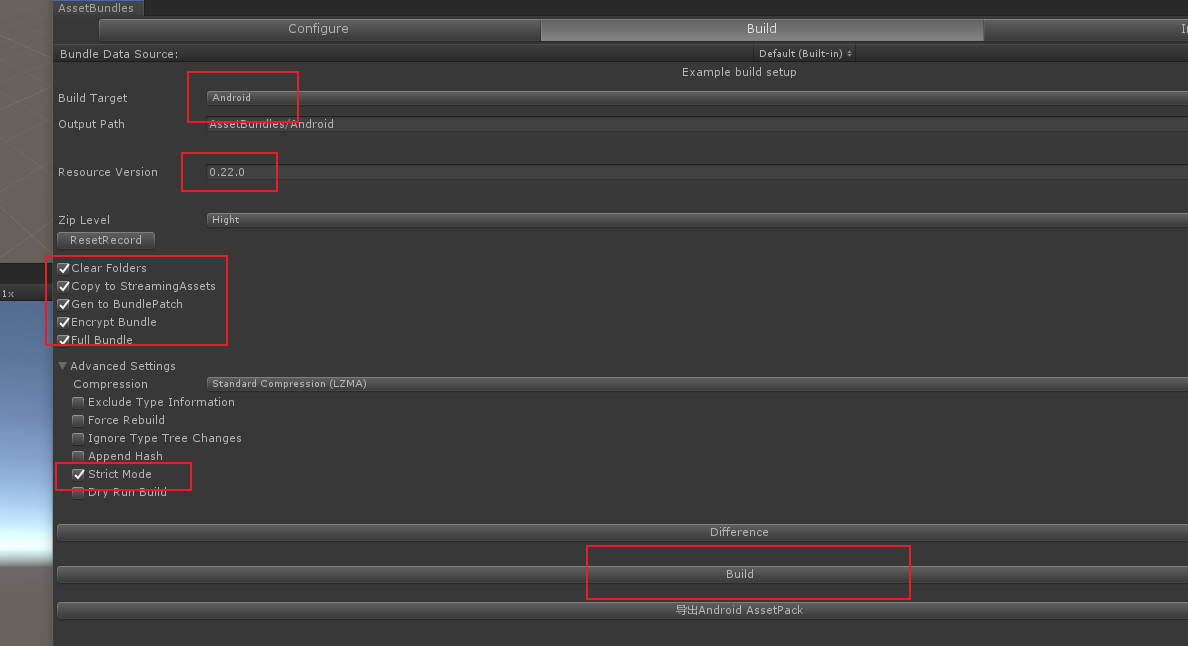 AssetBundles
Configure Build
Bundle Data Source: Default (Built-in)
Example build setup
Build Target Android
Output Path AssetBundles/Android
Resource Version 0.22.0
Zip Level Hight
ResetRecord
Clear Folders
Copy to StreamingAssets
1x
Gen to BundlePatch
Encrypt Bundle
Full Bundle
Advanced Settings
Compression Standard Compression (LZMA)
Exclude Type Information
Force Rebuild
Ignore Type Tree Changes
Append Hash
Strict Mode
Dry Run Build
Difference
Build
导出Android AssetPack